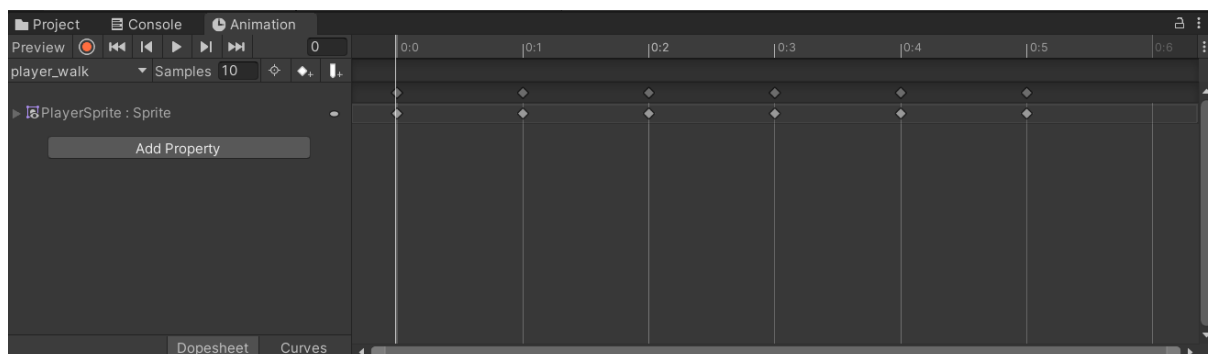 Project Console Animation
Preview 0 0:0 0:1 0:2 0:3 0:4 0:5 0:6
player_walk Samples 10
PlayerSprite : Sprite
Add Property
Dopesheet Curves